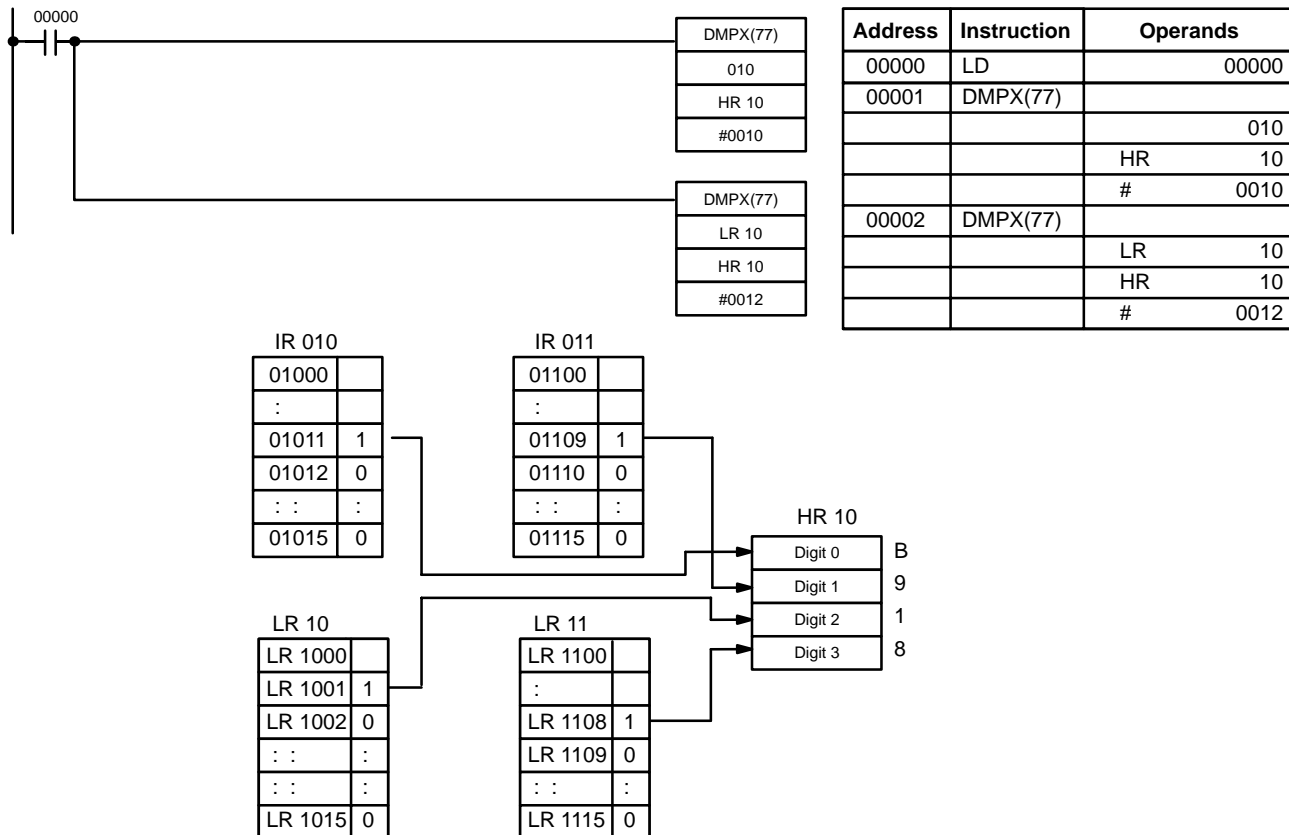 00000
DMPX(77)
010
HR 10
#0010
DMPX(77)
LR 10
HR 10
#0012
Address Instruction Operands
00000 LD 00000
00001 DMPX(77)
010
HR 10
# 0010
00002 DMPX(77)
LR 10
HR 10
# 0012
IR 010
01000
:
01011 1
01012 0
: : :
01015 0
IR 011
01100
:
01109 1
01110 0
: : :
01115 0
HR 10
Digit 0 B
Digit 1 9
Digit 2 1
Digit 3 8
LR 10
LR 1000
LR 1001 1
LR 1002 0
: : :
: : :
LR 1015 0
LR 11
LR 1100
:
LR 1108 1
LR 1109 0
: : :
LR 1115 0